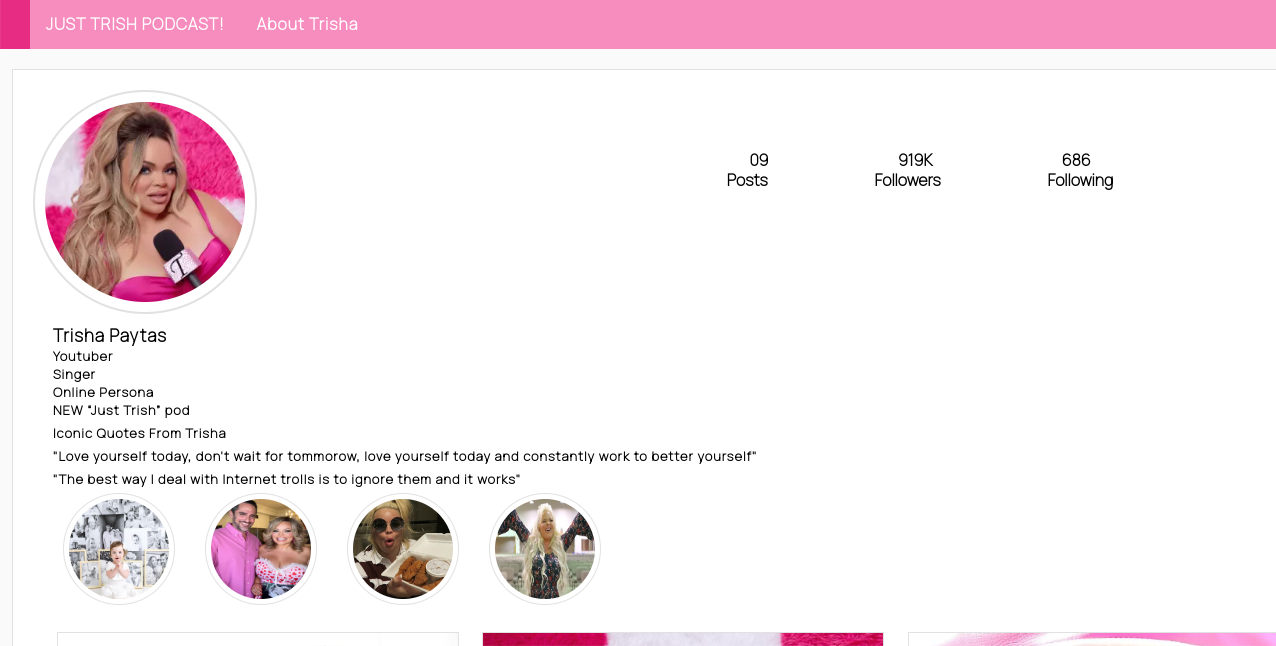 JUST TRISH PODCAST! About Trisha
09 919K 686
Posts Followers Following
T
Trisha Paytas
Youtuber
Singer
Online Persona
NEW "Just Trish" pod
Iconic Quotes From Trisha
"Love yourself today, don't wait for tommorow, love yourself today and constantly work to better yourself"
"The best way I deal with Internet trolls is to ignore them and it works"